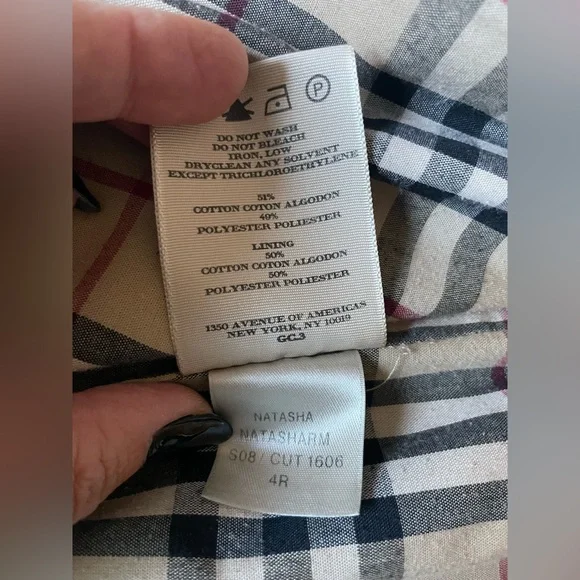 P
DO NOT WASH
DO NOT BLEACH
IRON, LOW
DRYCLEAN ANY SOLVENT
EXCEPT TRICHLOROETHYLENE
51%
COTTON COTON ALGODON
49%
POLYESTER POLIESTER
LINING
50%
COTTON COTON ALGODON
50%
POLYESTER POLIESTER
1350 AVENUE OF AMERICAS
NEW YORK, NY 10019
GC.3
NATASHA
NATASHARM
S08/ CUT 1606
4R